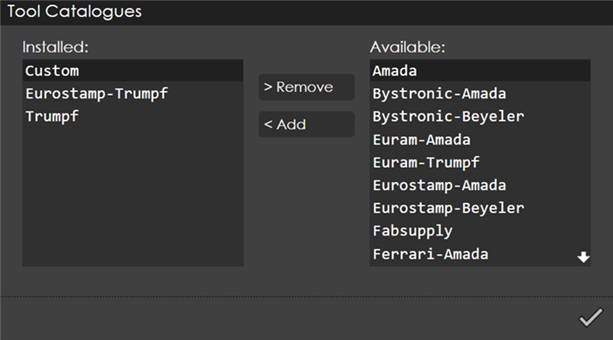 Tool Catalogues
Installed:
Custom
Eurostamp-Trumpf
Trumpf
> Remove
< Add
Available:
Amada
Bystronic-Amada
Bystronic-Beyeler
Euram-Amada
Euram-Trumpf
Eurostamp-Amada
Eurostamp-Beyeler
Fabsupply
Ferrari-Amada